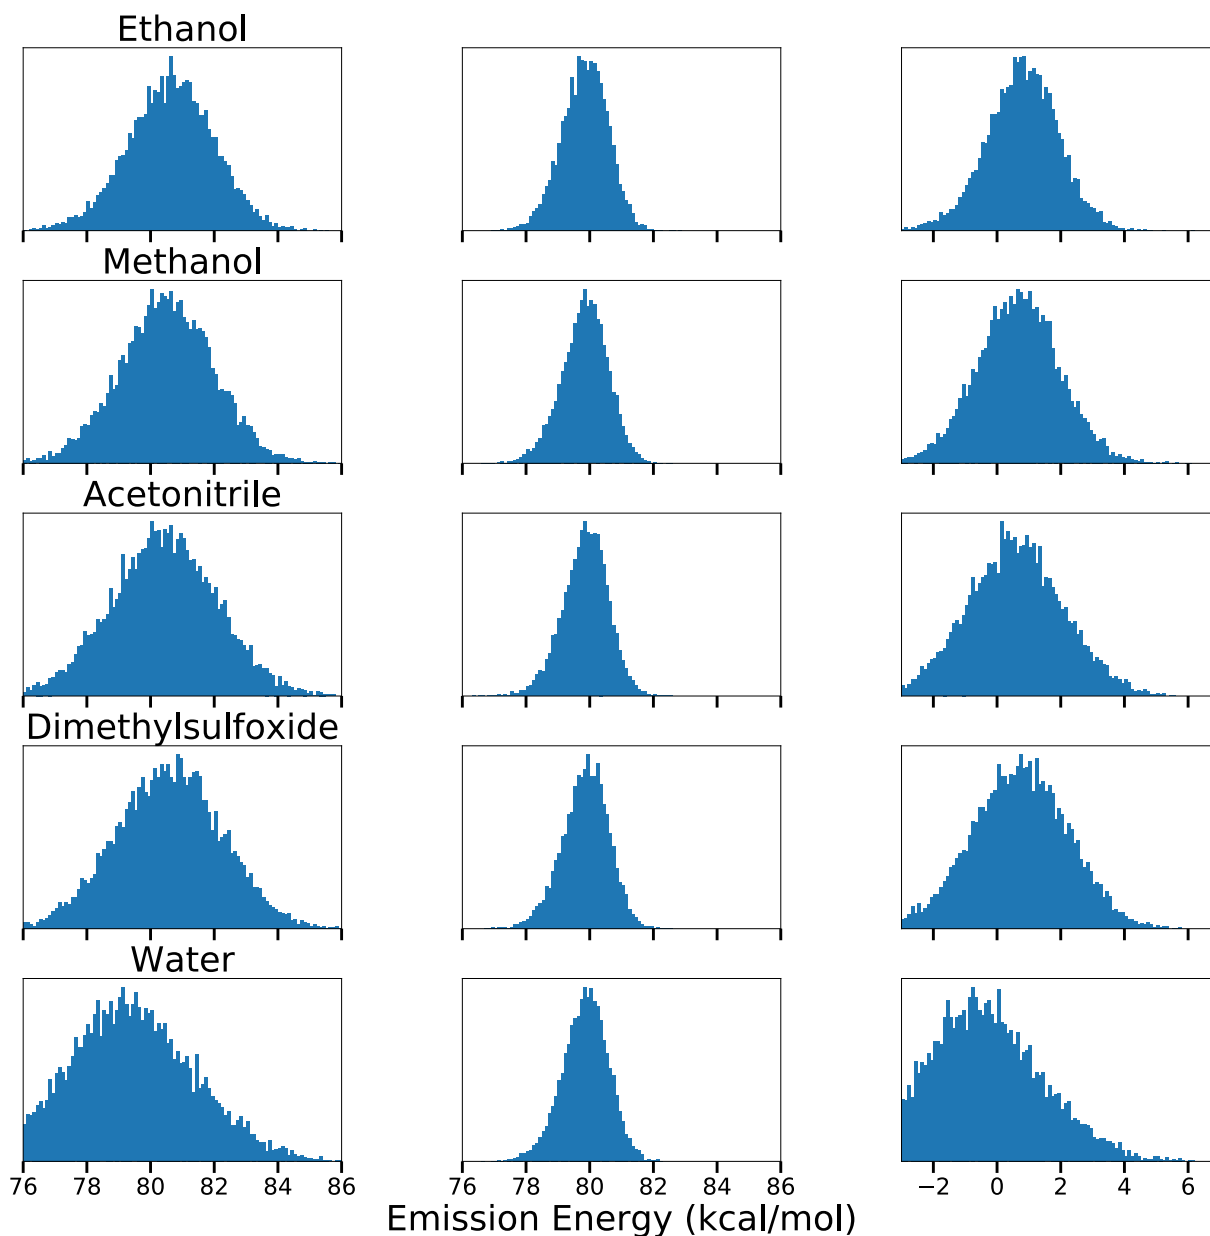 Ethanol
Methanol
Acetonitrile
Dimethylsulfoxide
Water
76 78 80 82 84 86 76 78 80 82 84 86 −2 0 2 4 6
Emission Energy (kcal/mol)